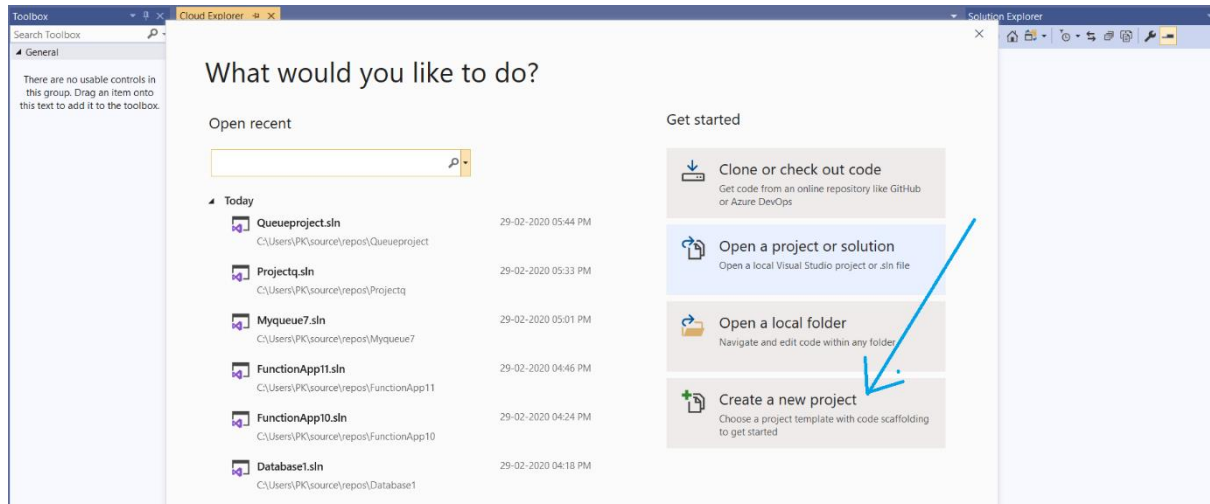 Toolbox
Search Toolbox
General
There are no usable controls in
this group. Drag an item onto
this text to add it to the toolbox.
Cloud Explorer
Solution Explorer
What would you like to do?
Open recent
Today
Queueproject.sln 29-02-2020 05:44 PM
C:\Users\PK\source\repos\Queueproject
Projectq.sln 29-02-2020 05:33 PM
C:\Users\PK\source\repos\Projectq
Myqueue7.sln 29-02-2020 05:01 PM
C:\Users\PK\source\repos\Myqueue7
FunctionApp11.sln 29-02-2020 04:46 PM
C:\Users\PK\source\repos\FunctionApp11
FunctionApp10.sln 29-02-2020 04:24 PM
C:\Users\PK\source\repos\FunctionApp10
Database1.sln 29-02-2020 04:18 PM
C:\Users\PK\source\repos\Database1
Get started
Clone or check out code
Get code from an online repository like GitHub
or Azure DevOps
Open a project or solution
Open a local Visual Studio project or .sln file
Open a local folder
Navigate and edit code within any folder
Create a new project
Choose a project template with code scaffolding
to get started